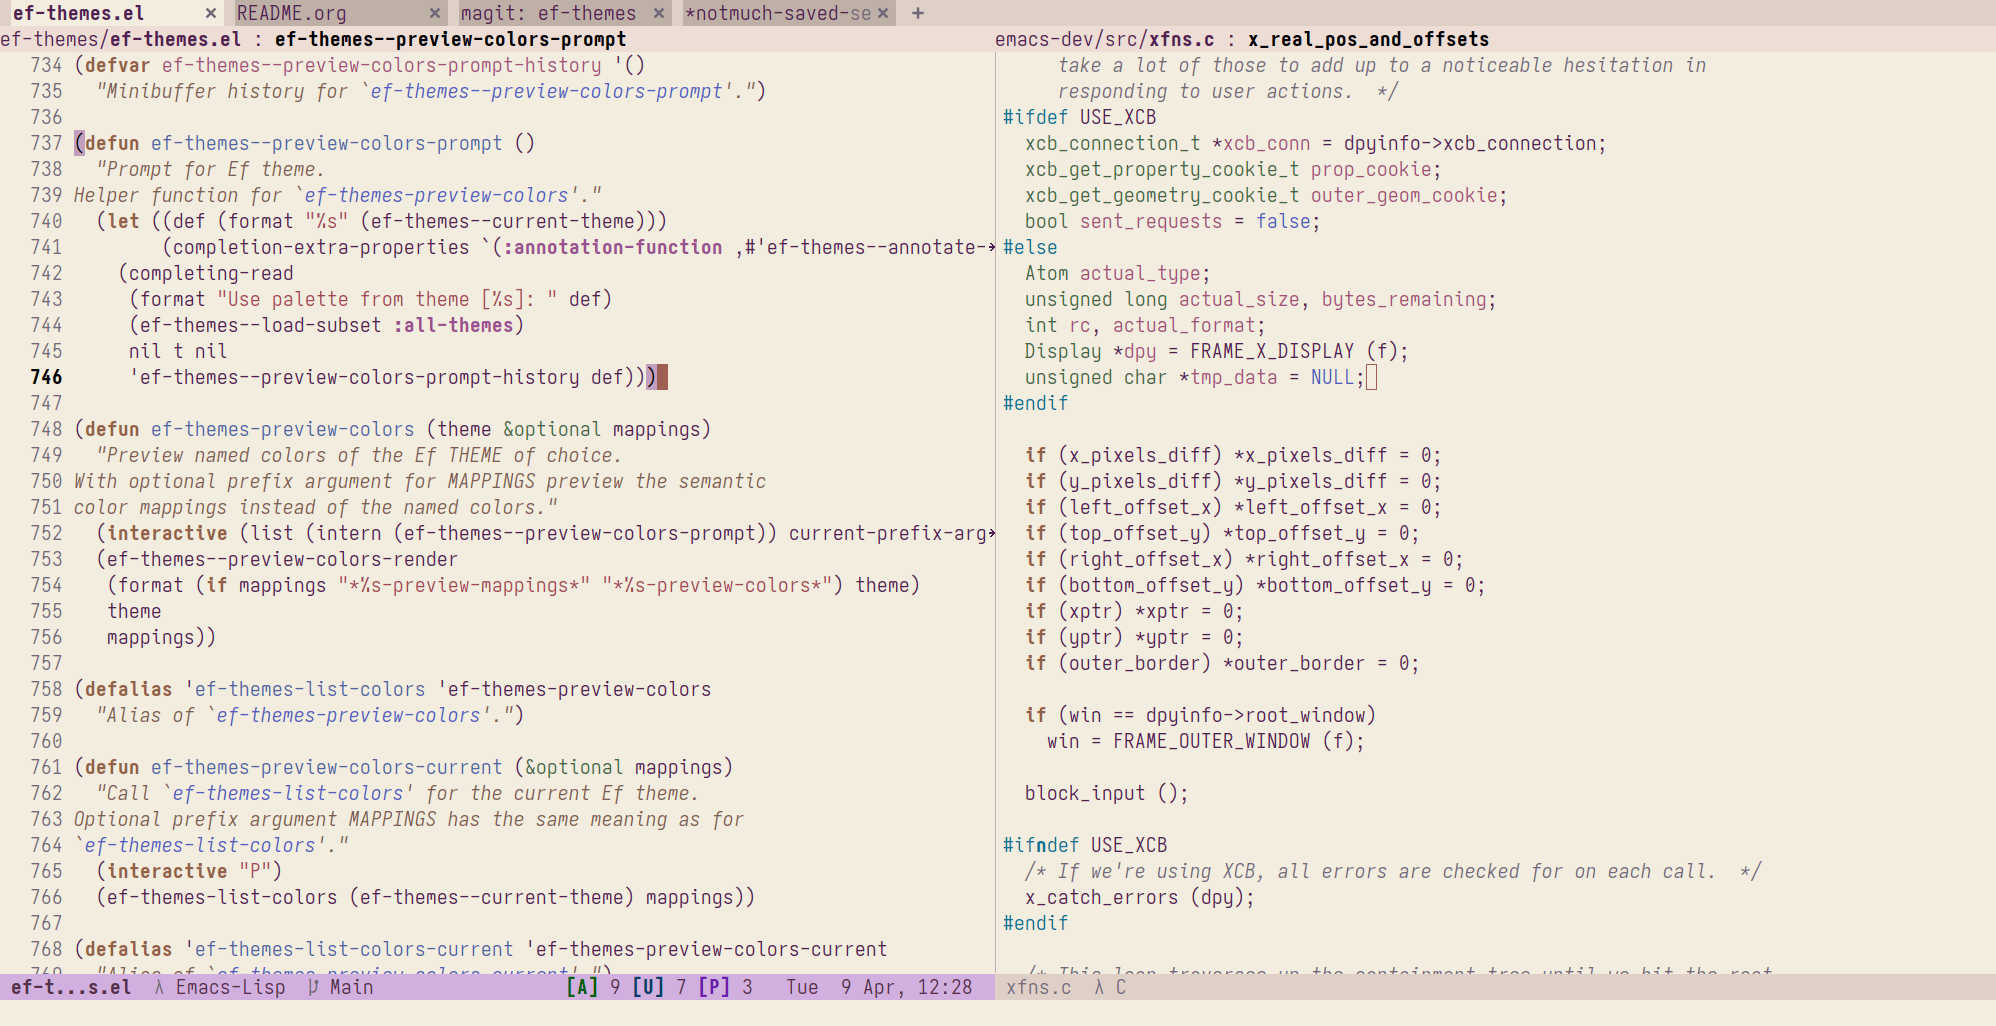 ef-themes.el × README.org × magit: ef-themes × *notmuch-saved-se × +
ef-themes/ef-themes.el : ef-themes--preview-colors-prompt
734 (defvar ef-themes--preview-colors-prompt-history '()
735   "Minibuffer history for `ef-themes--preview-colors-prompt'.")
736
737 (defun ef-themes--preview-colors-prompt ()
738   "Prompt for Ef theme.
739 Helper function for `ef-themes-preview-colors'."
740   (let ((def (format "%s" (ef-themes--current-theme)))
741         (completion-extra-properties `(:annotation-function ,#'ef-themes--annotate-→
742     (completing-read
743      (format "Use palette from theme [%s]: " def)
744      (ef-themes--load-subset :all-themes)
745      nil t nil
746      'ef-themes--preview-colors-prompt-history def)))
747
748 (defun ef-themes-preview-colors (theme &optional mappings)
749   "Preview named colors of the Ef THEME of choice.
750 With optional prefix argument for MAPPINGS preview the semantic
751 color mappings instead of the named colors."
752   (interactive (list (intern (ef-themes--preview-colors-prompt)) current-prefix-arg→
753   (ef-themes--preview-colors-render
754    (format (if mappings "*%s-preview-mappings*" "*%s-preview-colors*") theme)
755    theme
756    mappings))
757
758 (defalias 'ef-themes-list-colors 'ef-themes-preview-colors
759   "Alias of `ef-themes-preview-colors'.")
760
761 (defun ef-themes-preview-colors-current (&optional mappings)
762   "Call `ef-themes-list-colors' for the current Ef theme.
763 Optional prefix argument MAPPINGS has the same meaning as for
764 `ef-themes-list-colors'."
765   (interactive "P")
766   (ef-themes-list-colors (ef-themes--current-theme) mappings))
767
768 (defalias 'ef-themes-list-colors-current 'ef-themes-preview-colors-current
769   "Alias of `ef-themes-preview-colors-current'.")
ef-t...s.el λ Emacs-Lisp Main [A] 9 [U] 7 [P] 3 Tue 9 Apr, 12:28
emacs-dev/src/xfns.c : x_real_pos_and_offsets
     take a lot of those to add up to a noticeable hesitation in
     responding to user actions.  */
#ifdef USE_XCB
  xcb_connection_t *xcb_conn = dpyinfo->xcb_connection;
  xcb_get_property_cookie_t prop_cookie;
  xcb_get_geometry_cookie_t outer_geom_cookie;
  bool sent_requests = false;
#else
  Atom actual_type;
  unsigned long actual_size, bytes_remaining;
  int rc, actual_format;
  Display *dpy = FRAME_X_DISPLAY (f);
  unsigned char *tmp_data = NULL;
#endif

  if (x_pixels_diff) *x_pixels_diff = 0;
  if (y_pixels_diff) *y_pixels_diff = 0;
  if (left_offset_x) *left_offset_x = 0;
  if (top_offset_y) *top_offset_y = 0;
  if (right_offset_x) *right_offset_x = 0;
  if (bottom_offset_y) *bottom_offset_y = 0;
  if (xptr) *xptr = 0;
  if (yptr) *yptr = 0;
  if (outer_border) *outer_border = 0;

  if (win == dpyinfo->root_window)
    win = FRAME_OUTER_WINDOW (f);

  block_input ();

#ifndef USE_XCB
  /* If we're using XCB, all errors are checked for on each call.  */
  x_catch_errors (dpy);
#endif

  /* This loop traverses up the containment tree until we hit the root
xfns.c λ C